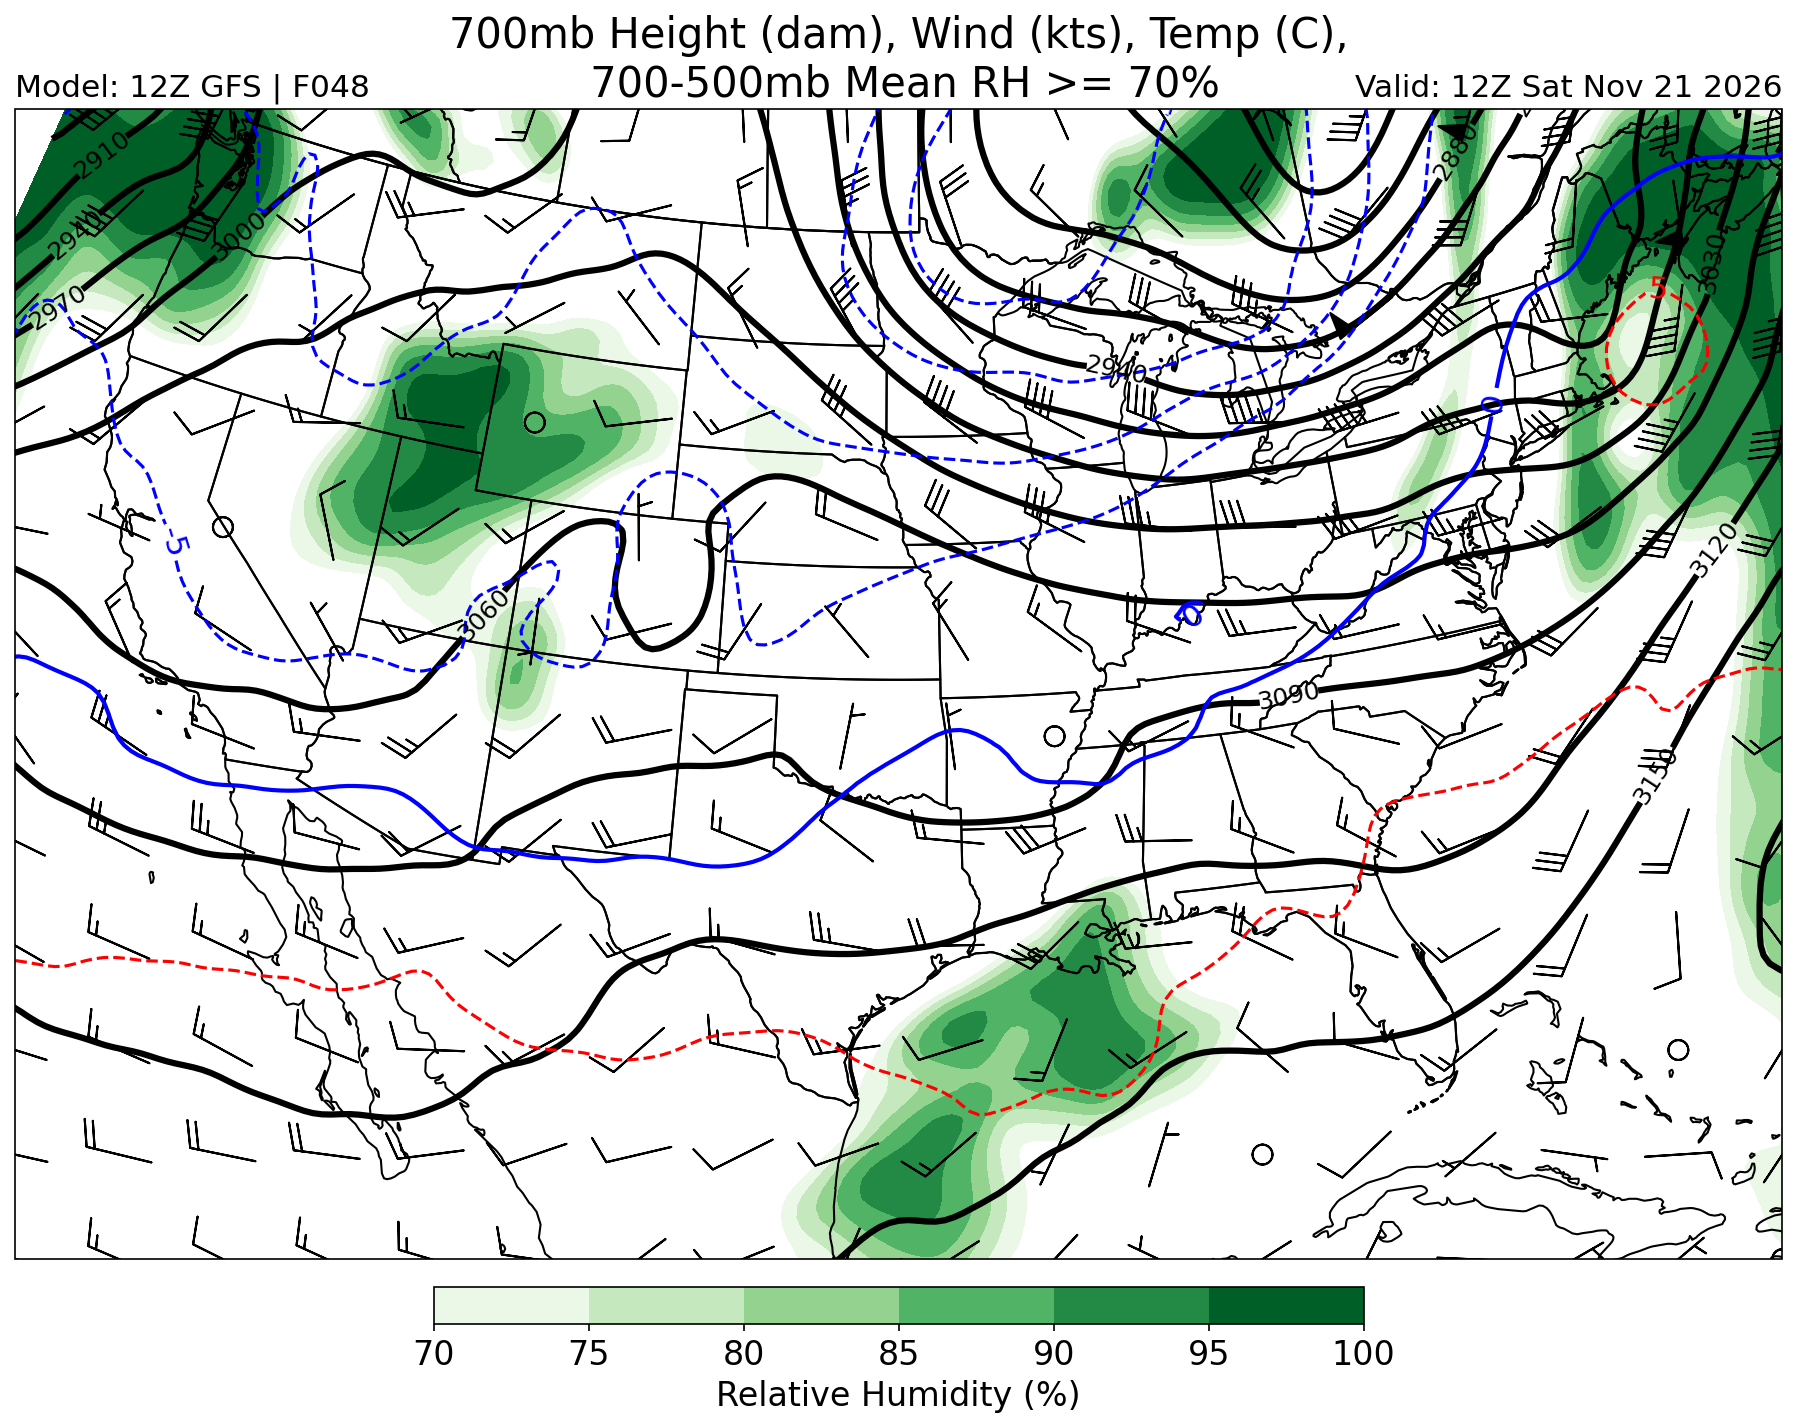 700mb Height (dam), Wind (kts), Temp (C),
700-500mb Mean RH >= 70%
Model: 12Z GFS | F048
Valid: 12Z Sat Nov 21 2026
2910
2940
2970
3000
2880
3030
5
2940
0
-5
3060
-5
3120
3090
3150
70 75 80 85 90 95 100
Relative Humidity (%)